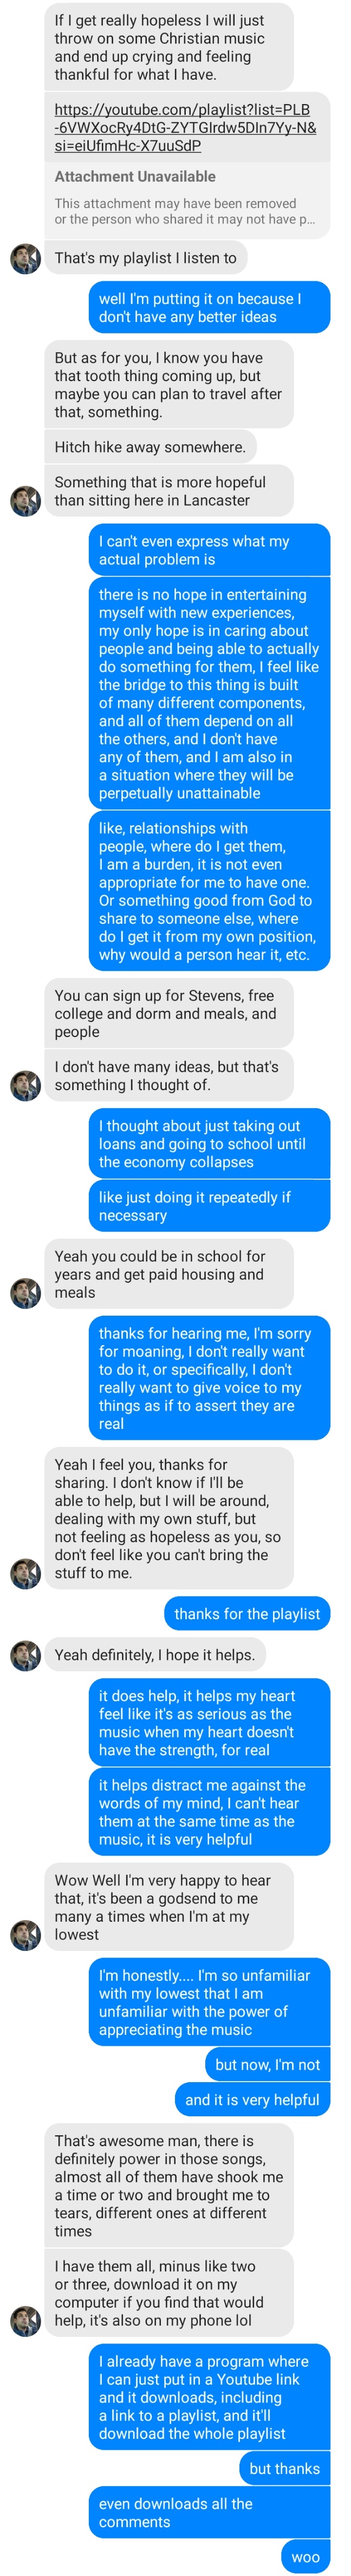 If I get really hopeless I will just
throw on some Christian music
and end up crying and feeling
thankful for what I have.
https://youtube.com/playlist?list=PLB
-6VWXocRy4DtG-ZYTGIrdw5DIn7Yy-N&
si=eiUfimHc-X7uuSdP
Attachment Unavailable
This attachment may have been removed
or the person who shared it may not have p...
That's my playlist I listen to
well I'm putting it on because I
don't have any better ideas
But as for you, I know you have
that tooth thing coming up, but
maybe you can plan to travel after
that, something.
Hitch hike away somewhere.
Something that is more hopeful
than sitting here in Lancaster
I can't even express what my
actual problem is
there is no hope in entertaining
myself with new experiences,
my only hope is in caring about
people and being able to actually
do something for them, I feel like
the bridge to this thing is built
of many different components,
and all of them depend on all
the others, and I don't have
any of them, and I am also in
a situation where they will be
perpetually unattainable
like, relationships with
people, where do I get them,
I am a burden, it is not even
appropriate for me to have one.
Or something good from God to
share to someone else, where
do I get it from my own position,
why would a person hear it, etc.
You can sign up for Stevens, free
college and dorm and meals, and
people
I don't have many ideas, but that's
something I thought of.
I thought about just taking out
loans and going to school until
the economy collapses
like just doing it repeatedly if
necessary
Yeah you could be in school for
years and get paid housing and
meals
thanks for hearing me, I'm sorry
for moaning, I don't really want
to do it, or specifically, I don't
really want to give voice to my
things as if to assert they are
real
Yeah I feel you, thanks for
sharing. I don't know if I'll be
able to help, but I will be around,
dealing with my own stuff, but
not feeling as hopeless as you, so
don't feel like you can't bring the
stuff to me.
thanks for the playlist
Yeah definitely, I hope it helps.
it does help, it helps my heart
feel like it's as serious as the
music when my heart doesn't
have the strength, for real
it helps distract me against the
words of my mind, I can't hear
them at the same time as the
music, it is very helpful
Wow Well I'm very happy to hear
that, it's been a godsend to me
many a times when I'm at my
lowest
I'm honestly.... I'm so unfamiliar
with my lowest that I am
unfamiliar with the power of
appreciating the music
but now, I'm not
and it is very helpful
That's awesome man, there is
definitely power in those songs,
almost all of them have shook me
a time or two and brought me to
tears, different ones at different
times
I have them all, minus like two
or three, download it on my
computer if you find that would
help, it's also on my phone lol
I already have a program where
I can just put in a Youtube link
and it downloads, including
a link to a playlist, and it'll
download the whole playlist
but thanks
even downloads all the
comments
woo